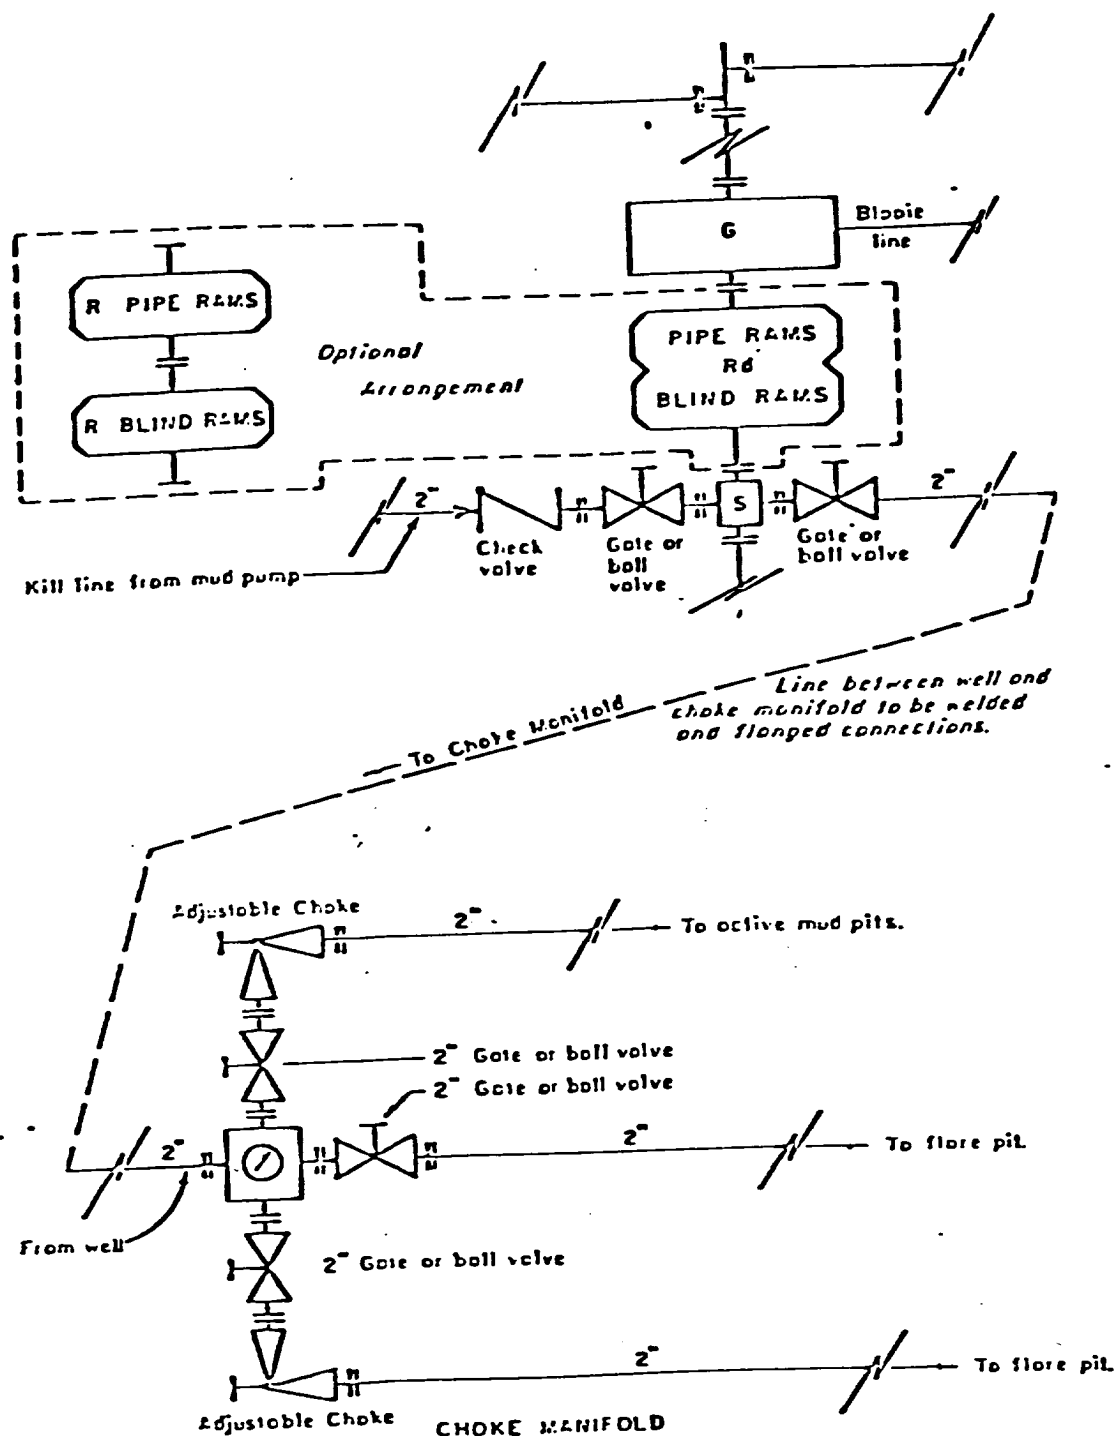 G
Blooie
line
R PIPE RAMS
R BLIND RAMS
Optional
Arrangement
PIPE RAMS
Rd
BLIND RAMS
2"
Check
valve
Gate or
ball
valve
S
Gate or
ball valve
2"
Kill line from mud pump
Line between well and
choke manifold to be welded
and flanged connections.
To Choke Manifold
Adjustable Choke
2"
To active mud pits.
2" Gate or ball valve
2" Gate or ball valve
2"
2"
To flare pit.
From well
2" Gate or ball valve
2"
To flare pit.
Adjustable Choke
CHOKE MANIFOLD